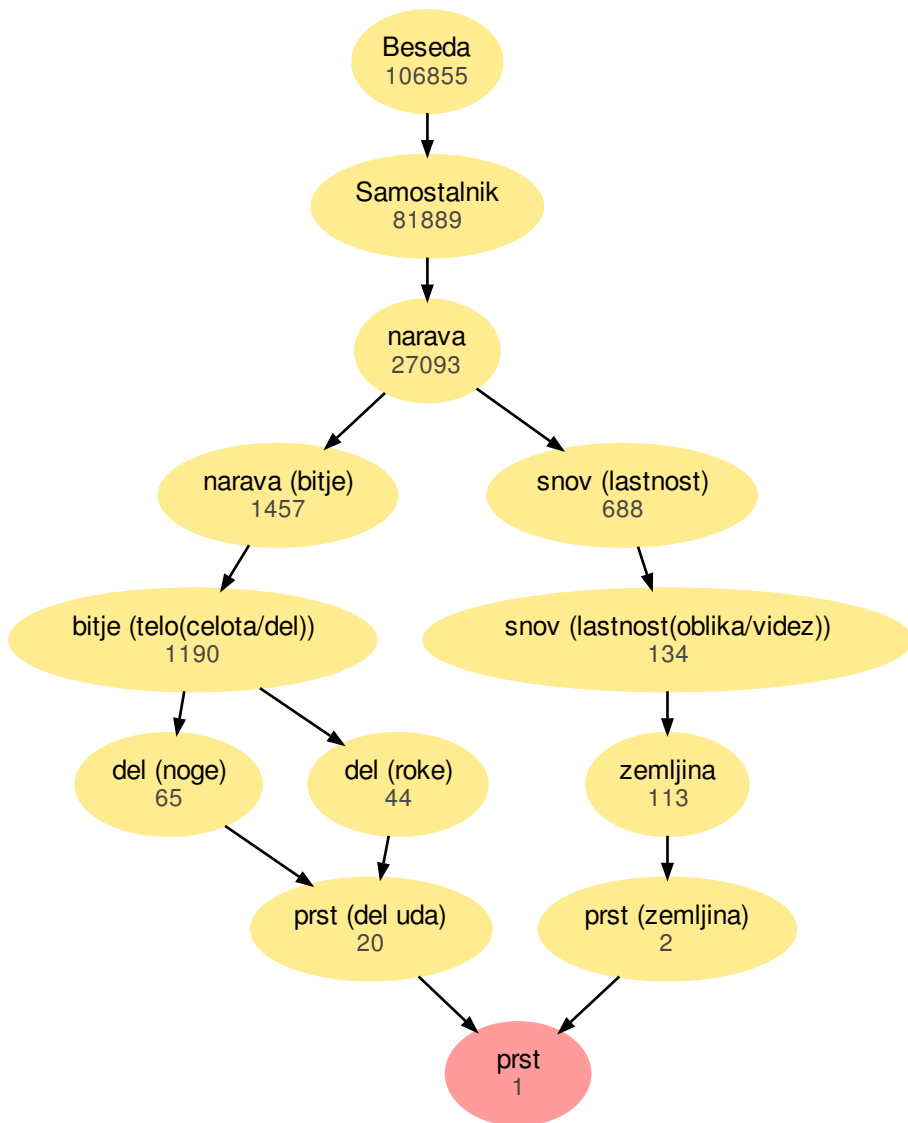 Beseda
106855
Samostalnik
81889
narava
27093
narava (bitje)
1457
snov (lastnost)
688
bitje (telo(celota/del))
1190
snov (lastnost(oblika/videz))
134
del (noge)
65
del (roke)
44
zemljina
113
prst (del uda)
20
prst (zemljina)
2
prst
1